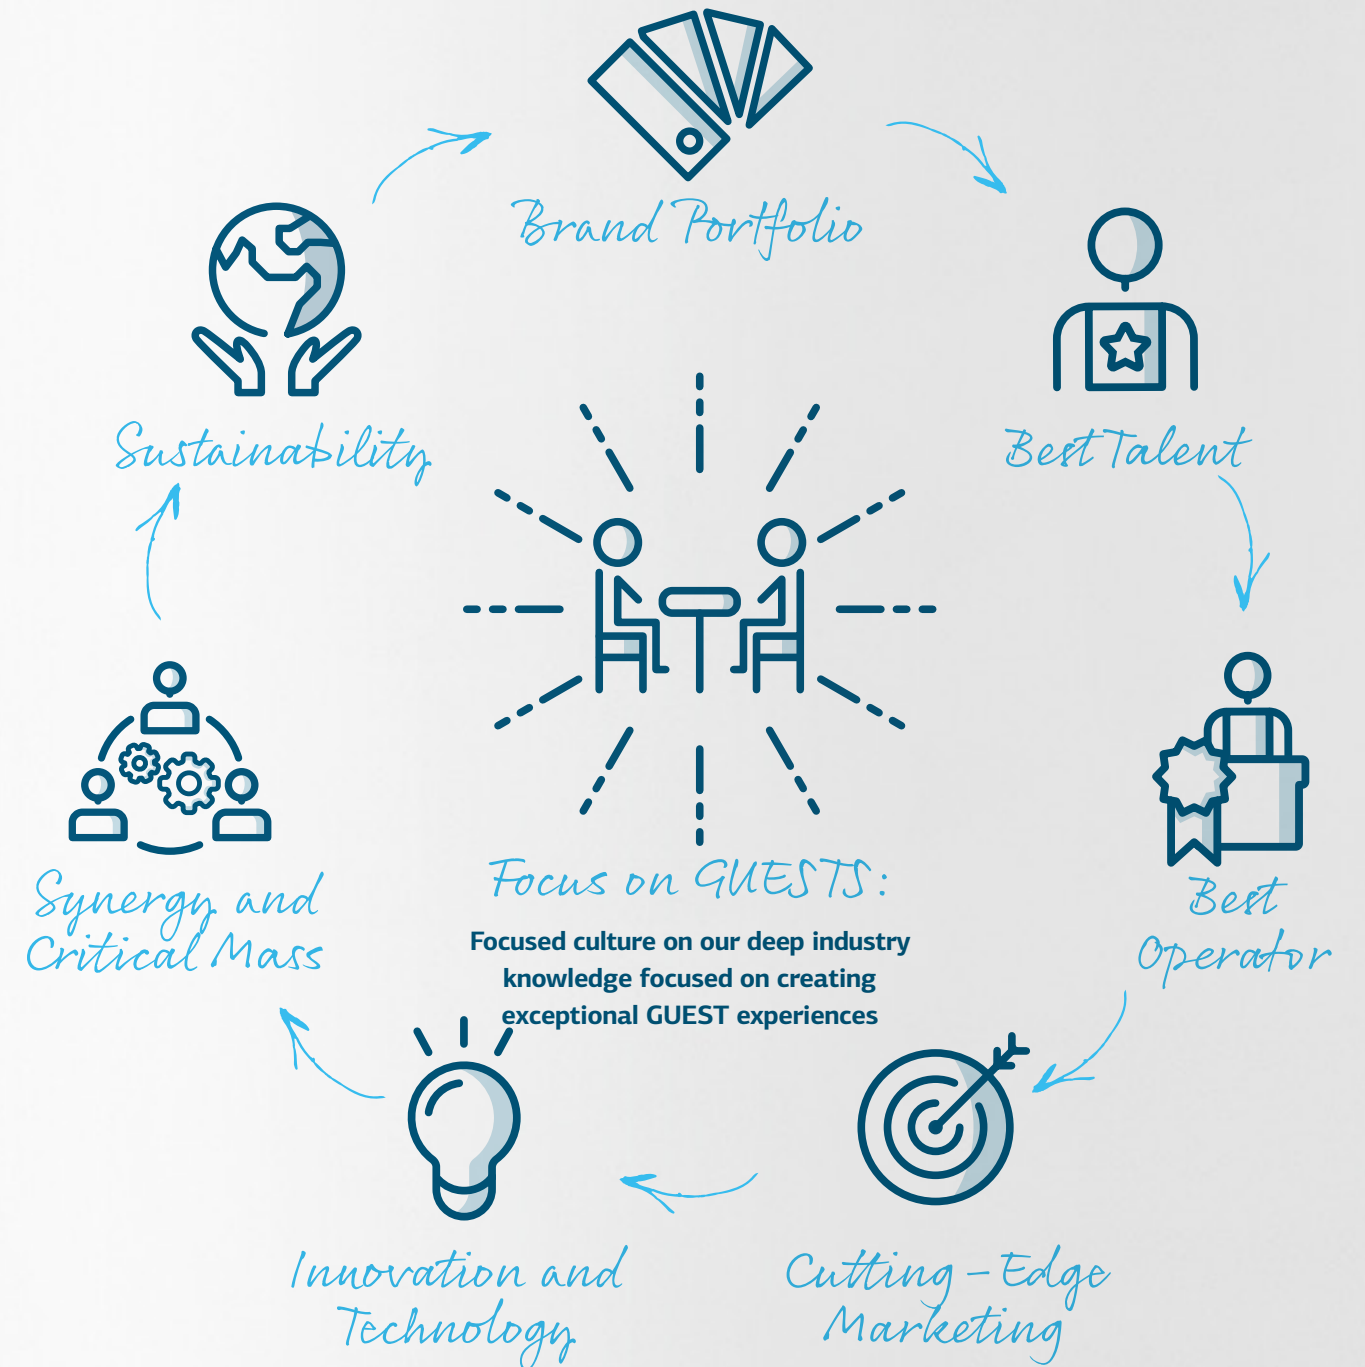 Brand Portfolio
Sustainability
Best Talent
Focus on GUESTS:
Focused culture on our deep industry
knowledge focused on creating
exceptional GUEST experiences
Synergy and
Critical Mass
Best
Operator
Innovation and
Technology
Cutting-Edge
Marketing